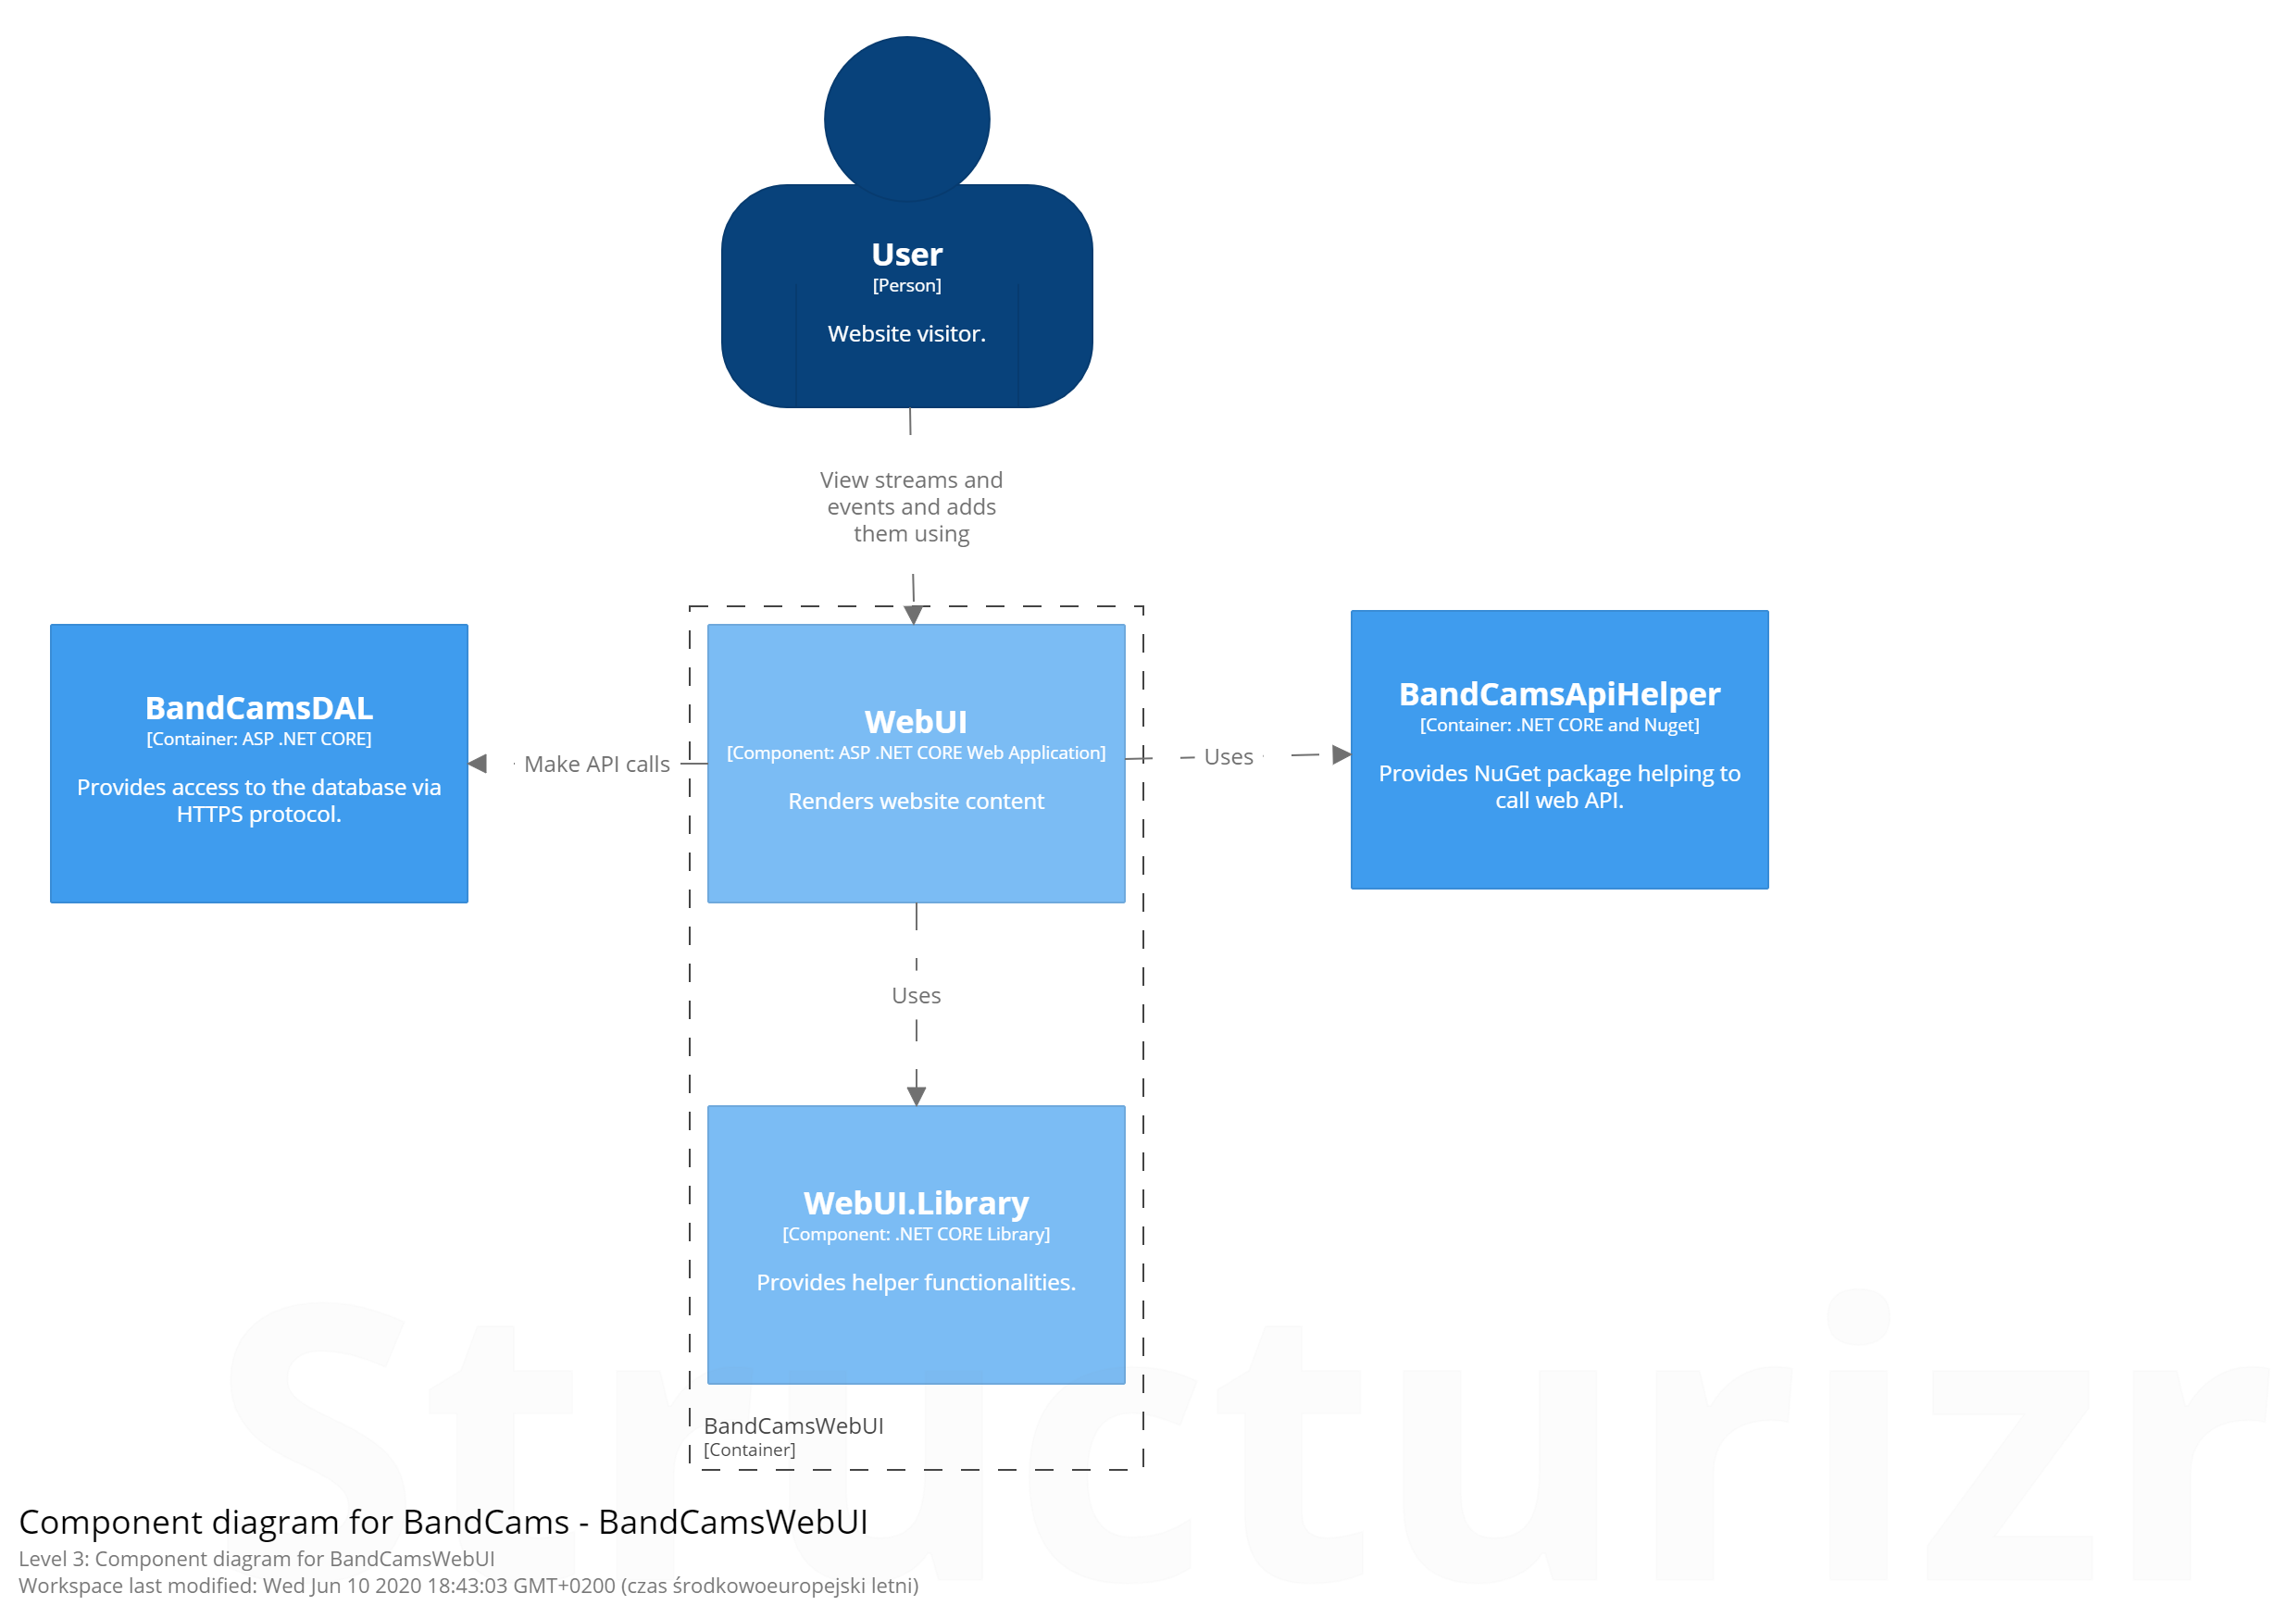 User
[Person]
Website visitor.
View streams and
events and adds
them using
BandCamsDAL
[Container: ASP .NET CORE]
Provides access to the database via
HTTPS protocol.
Make API calls
WebUI
[Component: ASP .NET CORE Web Application]
Renders website content
Uses
BandCamsApiHelper
[Container: .NET CORE and Nuget]
Provides NuGet package helping to
call web API.
Uses
WebUI.Library
[Component: .NET CORE Library]
Provides helper functionalities.
BandCamsWebUI
[Container]
Structurizr
Component diagram for BandCams - BandCamsWebUI
Level 3: Component diagram for BandCamsWebUI
Workspace last modified: Wed Jun 10 2020 18:43:03 GMT+0200 (czas środkowoeuropejski letni)